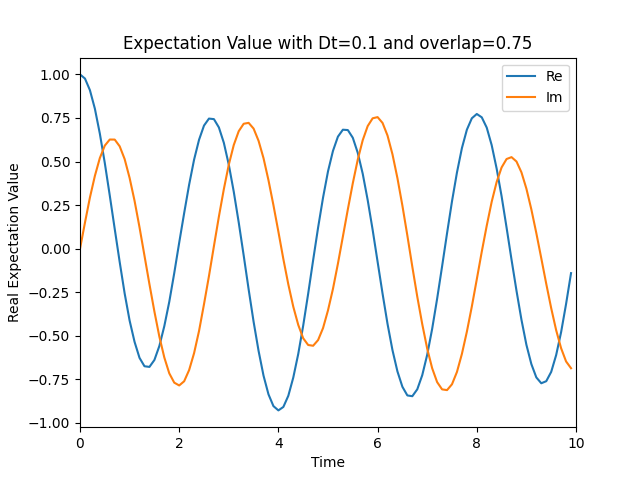 Expectation Value with Dt=0.1 and overlap=0.75
Re
Im
1.00
0.75
0.50
0.25
0.00
−0.25
−0.50
−0.75
−1.00
Real Expectation Value
0 2 4 6 8 10
Time